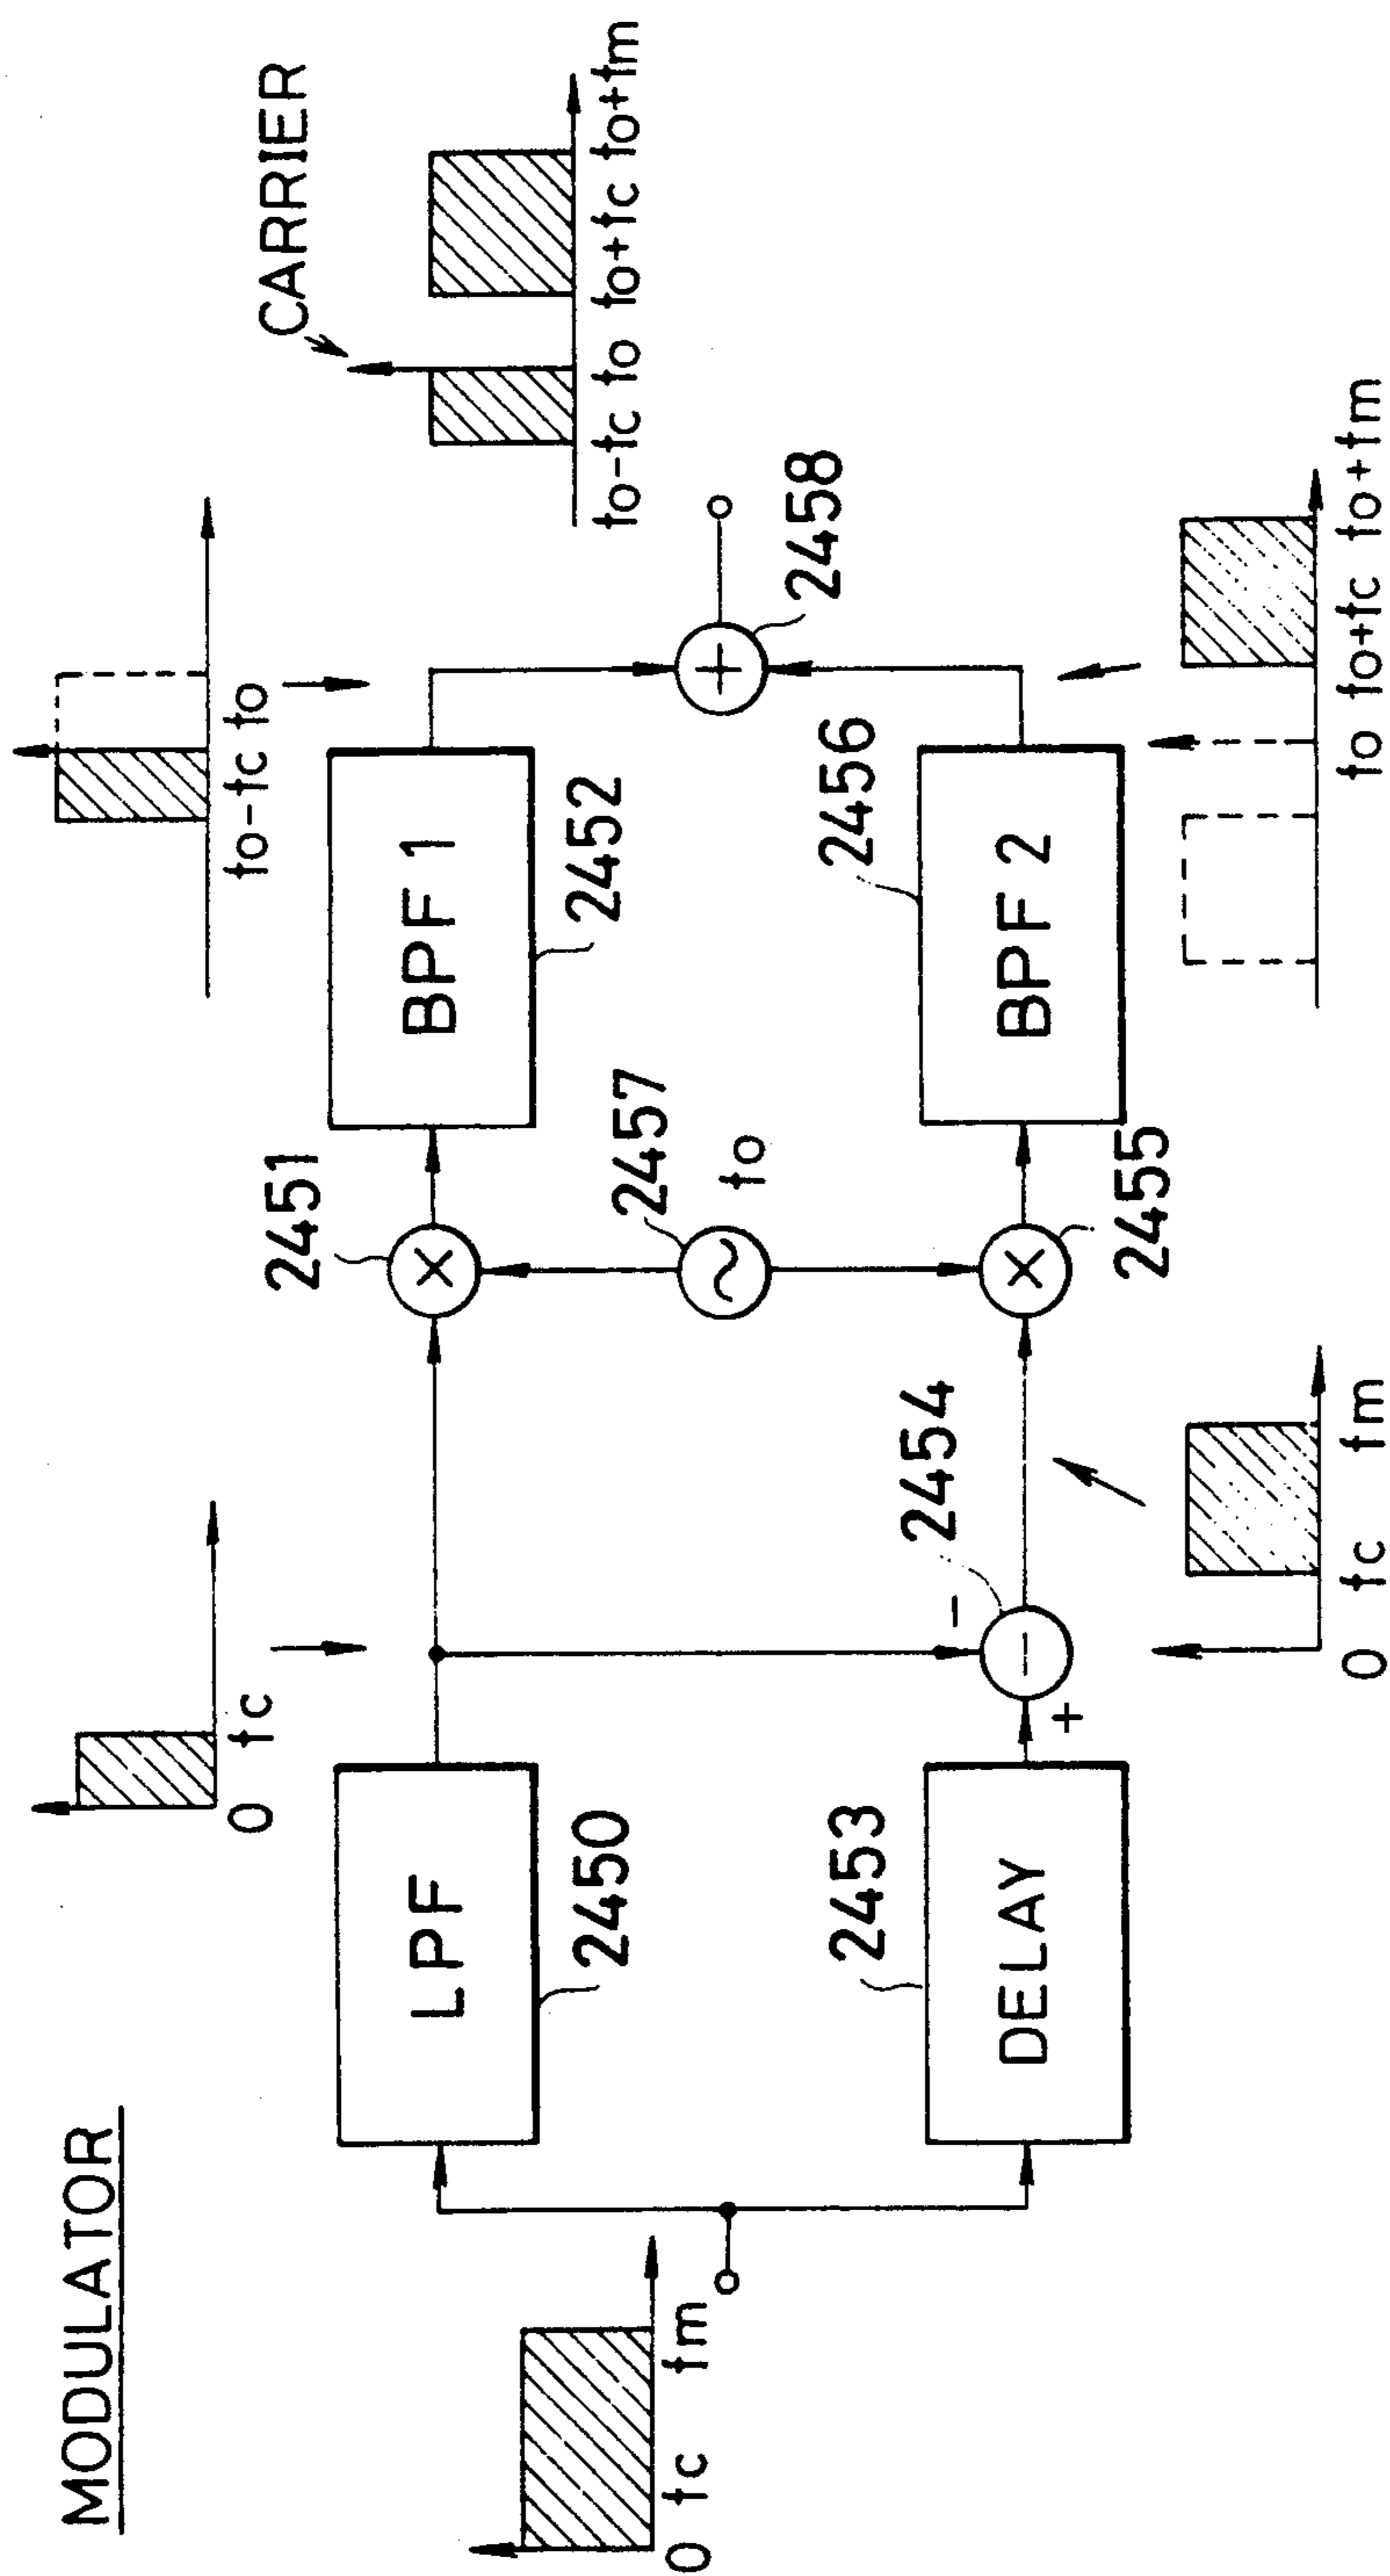 MODULATOR
CARRIER
0 fc
fo-fc fo
fo-fc fo fo+fc fo+fm
LPF
2450
2451
BPF 1
2452
0 fc fm
2457
fo
+
2458
DELAY
2453
+
-
-
2454
×
×
2455
BPF 2
2456
0 fc fm
fo fo+fc fo+fm